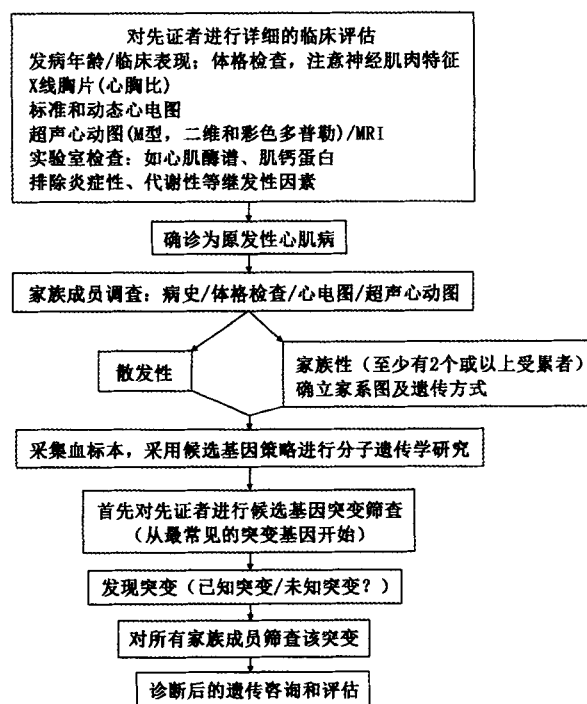 对先证者进行详细的临床评估
发病年龄/临床表现；体格检查，注意神经肌肉特征
X线胸片(心胸比)
标准和动态心电图
超声心动图(M型，二维和彩色多普勒)/MRI
实验室检查：如心肌酶谱、肌钙蛋白
排除炎症性、代谢性等继发性因素
确诊为原发性心肌病
家族成员调查：病史/体格检查/心电图/超声心动图
散发性
家族性（至少有2个或以上受累者）
确立家系图及遗传方式
采集血标本，采用候选基因策略进行分子遗传学研究
首先对先证者进行候选基因突变筛查
（从最常见的突变基因开始）
发现突变（已知突变/未知突变？）
对所有家族成员筛查该突变
诊断后的遗传咨询和评估